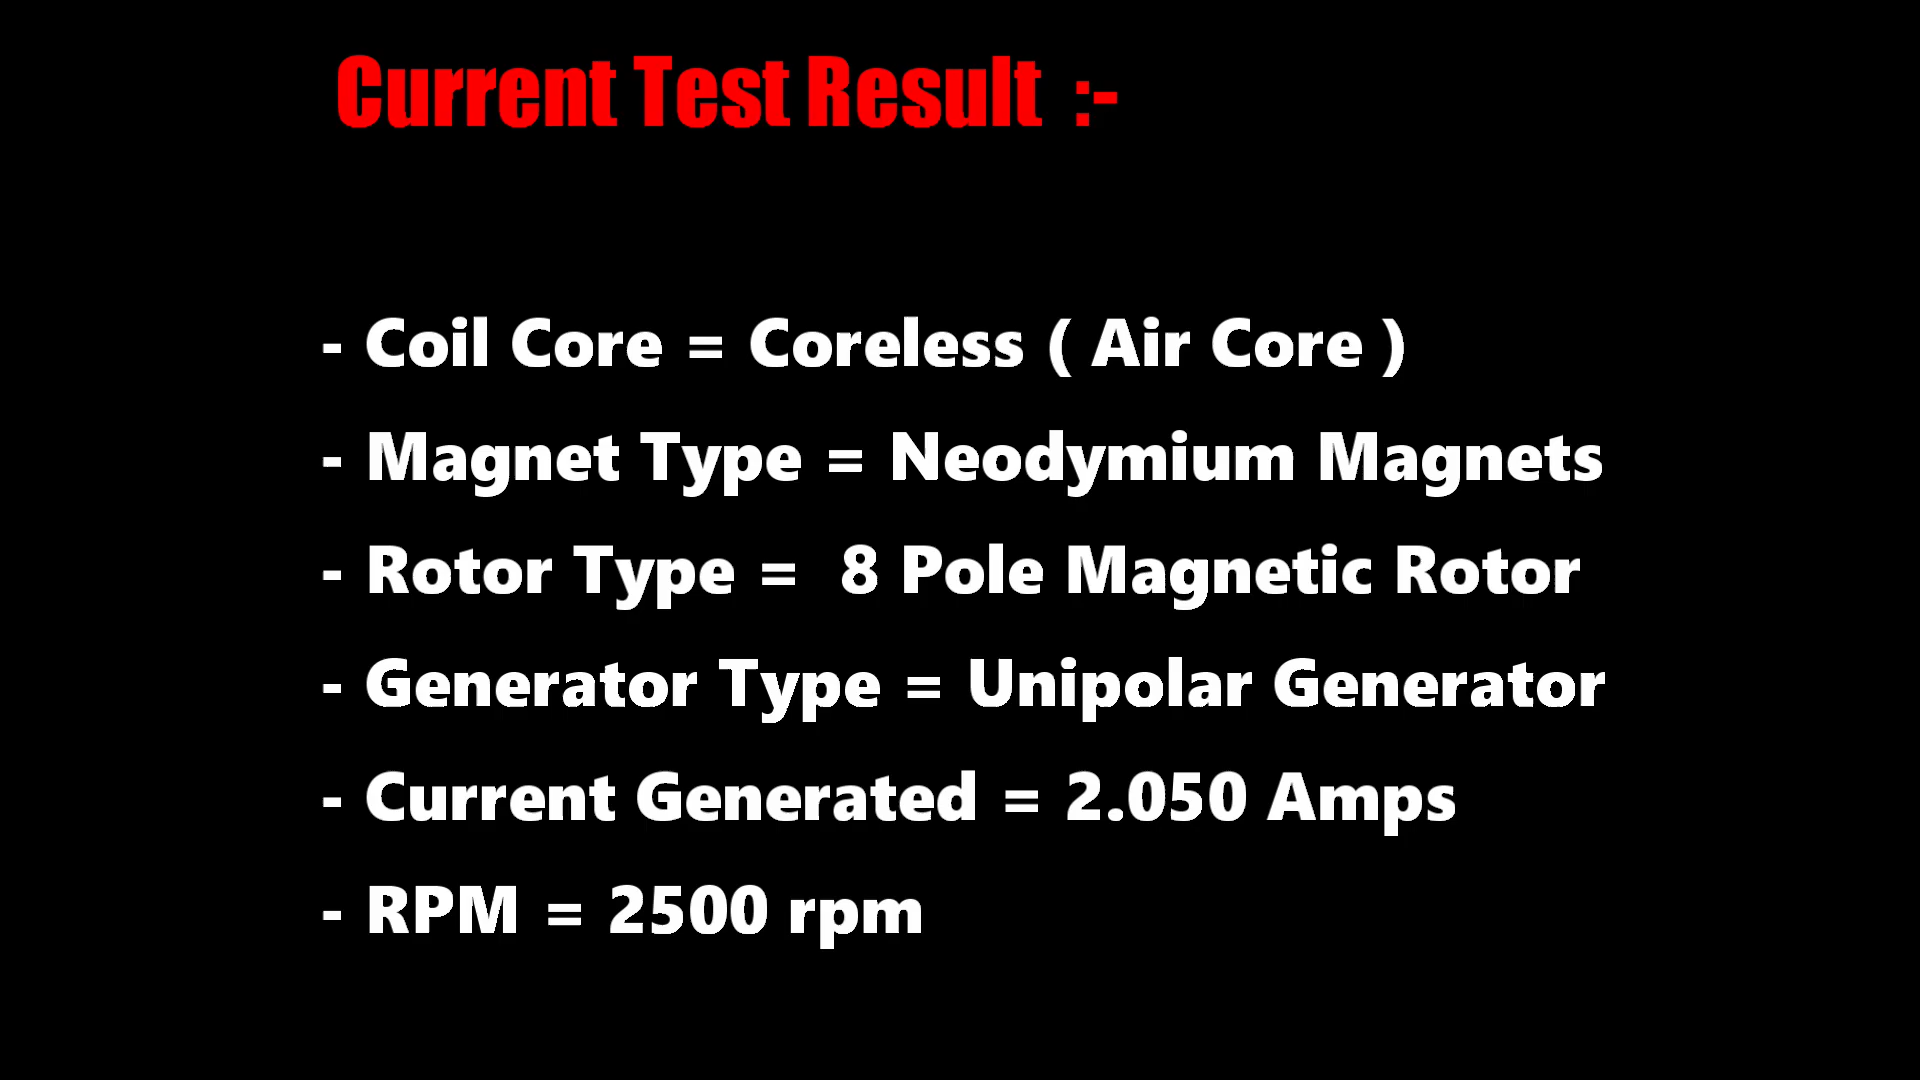 Current Test Result :-
- Coil Core = Coreless ( Air Core )
- Magnet Type = Neodymium Magnets
- Rotor Type = 8 Pole Magnetic Rotor
- Generator Type = Unipolar Generator
- Current Generated = 2.050 Amps
- RPM = 2500 rpm